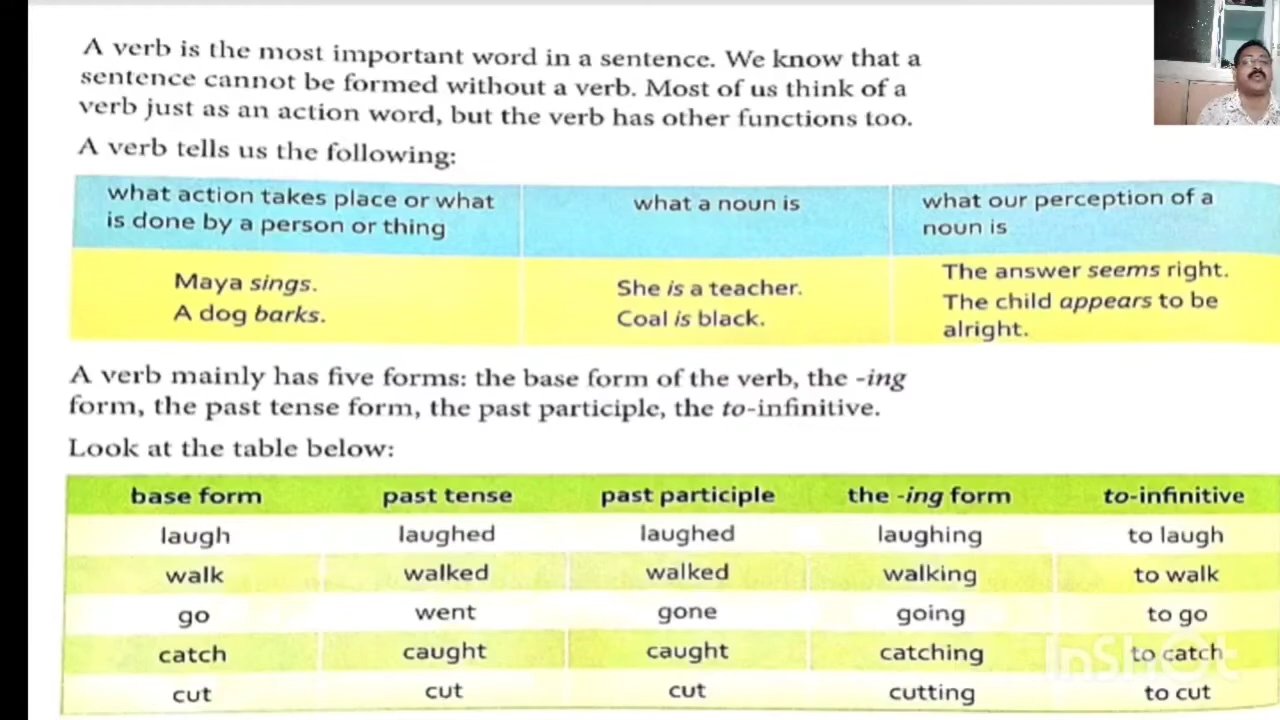 A verb is the most important word in a sentence. We know that a
sentence cannot be formed without a verb. Most of us think of a
verb just as an action word, but the verb has other functions too.
A verb tells us the following:
what action takes place or what
is done by a person or thing
what a noun is
what our perception of a
noun is
Maya sings.
A dog barks.
She is a teacher.
Coal is black.
The answer seems right.
The child appears to be
alright.
A verb mainly has five forms: the base form of the verb, the -ing
form, the past tense form, the past participle, the to-infinitive.
Look at the table below:
base form past tense past participle the -ing form to-infinitive
laugh laughed laughed laughing to laugh
walk walked walked walking to walk
go went gone going to go
catch caught caught catching to catch
cut cut cut cutting to cut
InShot